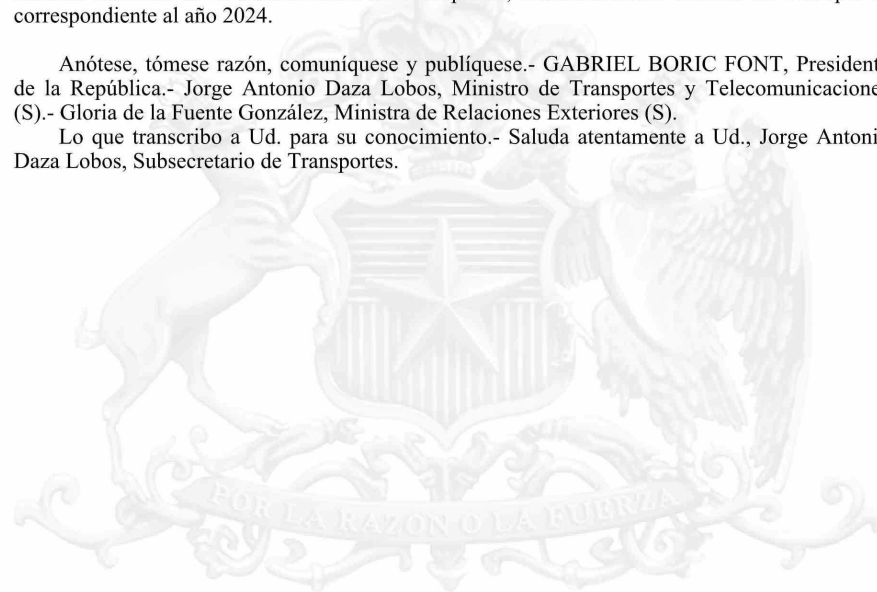 correspondiente al año 2024.
Anótese, tómese razón, comuníquese y publíquese.- GABRIEL BORIC FONT, President
de la República.- Jorge Antonio Daza Lobos, Ministro de Transportes y Telecomunicacione
(S).- Gloria de la Fuente González, Ministra de Relaciones Exteriores (S).
Lo que transcribo a Ud. para su conocimiento.- Saluda atentamente a Ud., Jorge Antoni
Daza Lobos, Subsecretario de Transportes.
POR LA RAZON O LA FUERZA